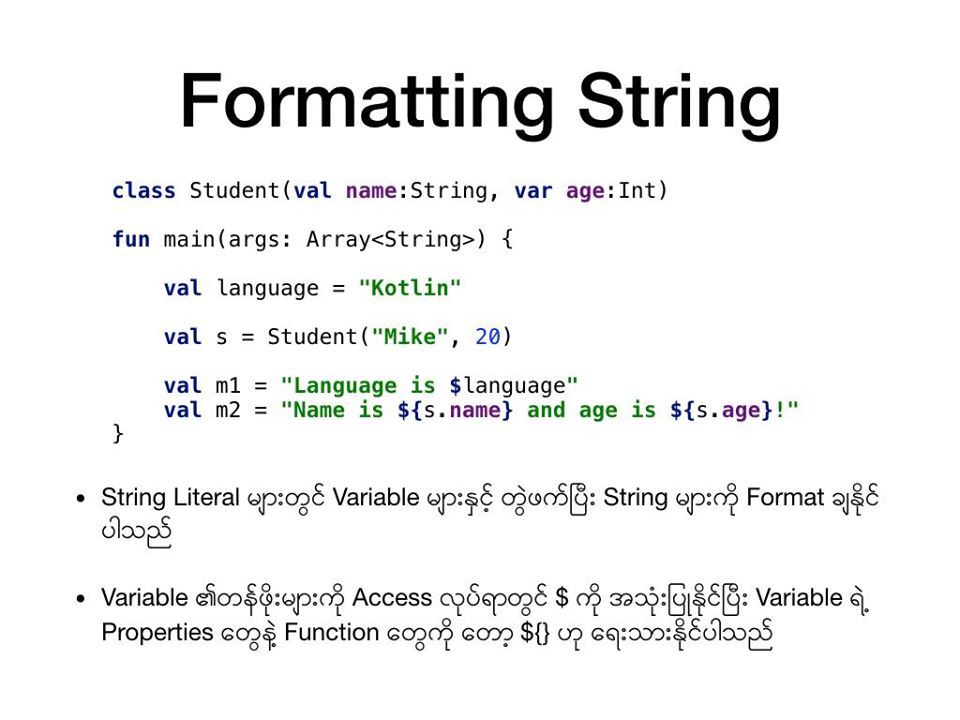 Formatting String
class Student(val name:String, var age:Int)
fun main(args: Array<String>) {
val language = "Kotlin"
val s = Student("Mike", 20)
val m1 = "Language is $language"
val m2 = "Name is ${s.name} and age is ${s.age}!"
}
• String Literal များတွင် Variable များနှင့် တွဲဖက်ပြီး String များကို Format ချနိုင်
ပါသည်
• Variable ၏တန်ဖိုးများကို Access လုပ်ရာတွင် $ ကို အသုံးပြုနိုင်ပြီး Variable ရဲ့
Properties တွေနဲ့ Function တွေကို တော့ ${} ဟု ရေးသားနိုင်ပါသည်